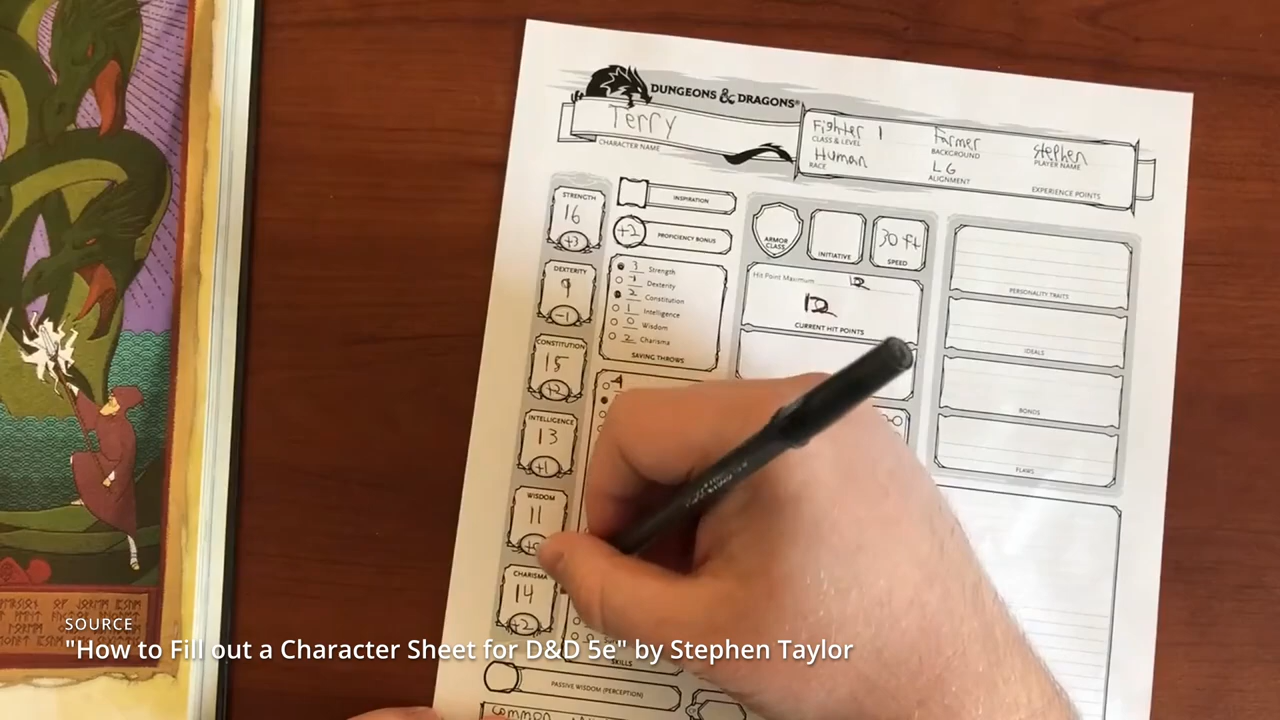 DUNGEONS & DRAGONS®
Terry
CHARACTER NAME
Fighter 1
CLASS & LEVEL
Farmer
BACKGROUND
Stephen
PLAYER NAME
Human
RACE
LG
ALIGNMENT
EXPERIENCE POINTS
STRENGTH
16
+3
DEXTERITY
9
-1
CONSTITUTION
15
+2
INTELLIGENCE
13
+1
WISDOM
11
CHARISMA
14
+2
INSPIRATION
+2
PROFICIENCY BONUS
3 Strength
-1 Dexterity
2 Constitution
1 Intelligence
0 Wisdom
2 Charisma
SAVING THROWS
SKILLS
PASSIVE WISDOM (PERCEPTION)
common
ARMOR
CLASS
INITIATIVE
30 ft
SPEED
Hit Point Maximum 12
12
CURRENT HIT POINTS
PERSONALITY TRAITS
IDEALS
BONDS
FLAWS
SOURCE
"How to Fill out a Character Sheet for D&D 5e" by Stephen Taylor